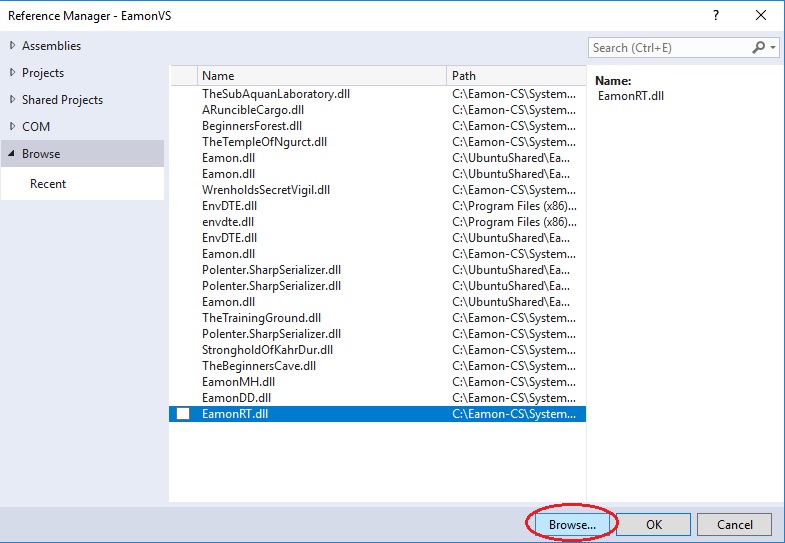 Reference Manager - EamonVS
? 
Search (Ctrl+E)
Assemblies
Projects
Shared Projects
COM
Browse
Recent
Name Path
TheSubAquanLaboratory.dll C:\Eamon-CS\System...
ARuncibleCargo.dll C:\Eamon-CS\System...
BeginnersForest.dll C:\Eamon-CS\System...
TheTempleOfNgurct.dll C:\Eamon-CS\System...
Eamon.dll C:\UbuntuShared\Ea...
Eamon.dll C:\UbuntuShared\Ea...
WrenholdsSecretVigil.dll C:\Eamon-CS\System...
EnvDTE.dll C:\Program Files (x86)...
envdte.dll C:\Program Files (x86)...
EnvDTE.dll C:\UbuntuShared\Ea...
Eamon.dll C:\Eamon-CS\System...
Polenter.SharpSerializer.dll C:\UbuntuShared\Ea...
Polenter.SharpSerializer.dll C:\UbuntuShared\Ea...
Eamon.dll C:\UbuntuShared\Ea...
TheTrainingGround.dll C:\Eamon-CS\System...
Polenter.SharpSerializer.dll C:\Eamon-CS\System...
StrongholdOfKahrDur.dll C:\Eamon-CS\System...
TheBeginnersCave.dll C:\Eamon-CS\System...
EamonMH.dll C:\Eamon-CS\System...
EamonDD.dll C:\Eamon-CS\System...
EamonRT.dll C:\Eamon-CS\System...
Name:
EamonRT.dll
Browse... OK Cancel